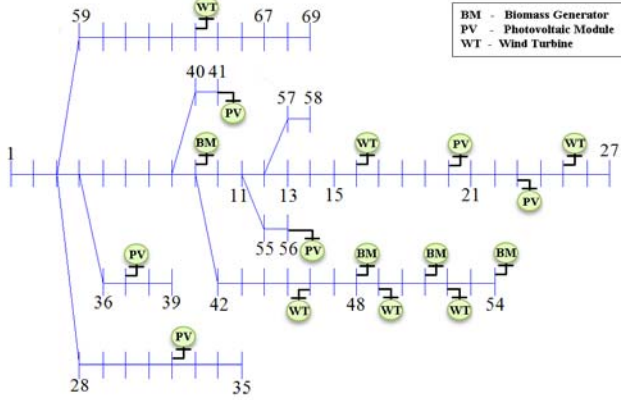 59
WT
67
69
BM - Biomass Generator
PV - Photovoltaic Module
WT - Wind Turbine
40
41
57
58
PV
1
BM
WT
PV
WT
27
11
13
15
21
PV
55
56
PV
PV
BM
BM
BM
36
39
42
WT
48
WT
WT
54
PV
28
35